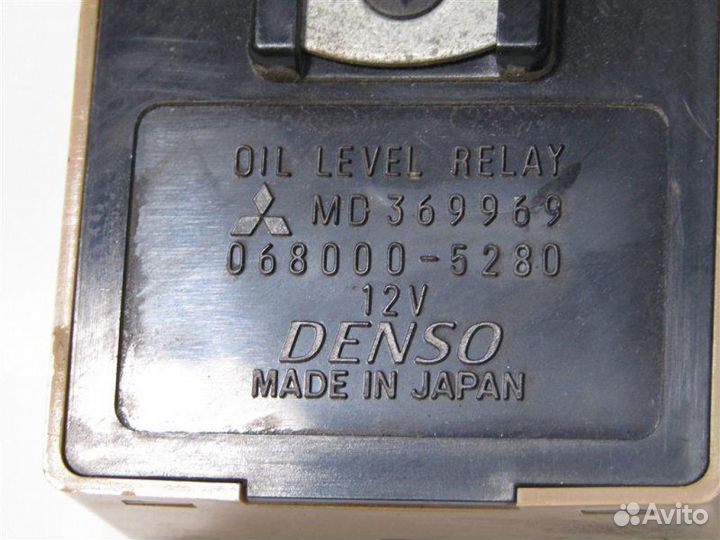 OIL LEVEL RELAY
MD369969
068000-5280
12V
DENSO
MADE IN JAPAN
Avito